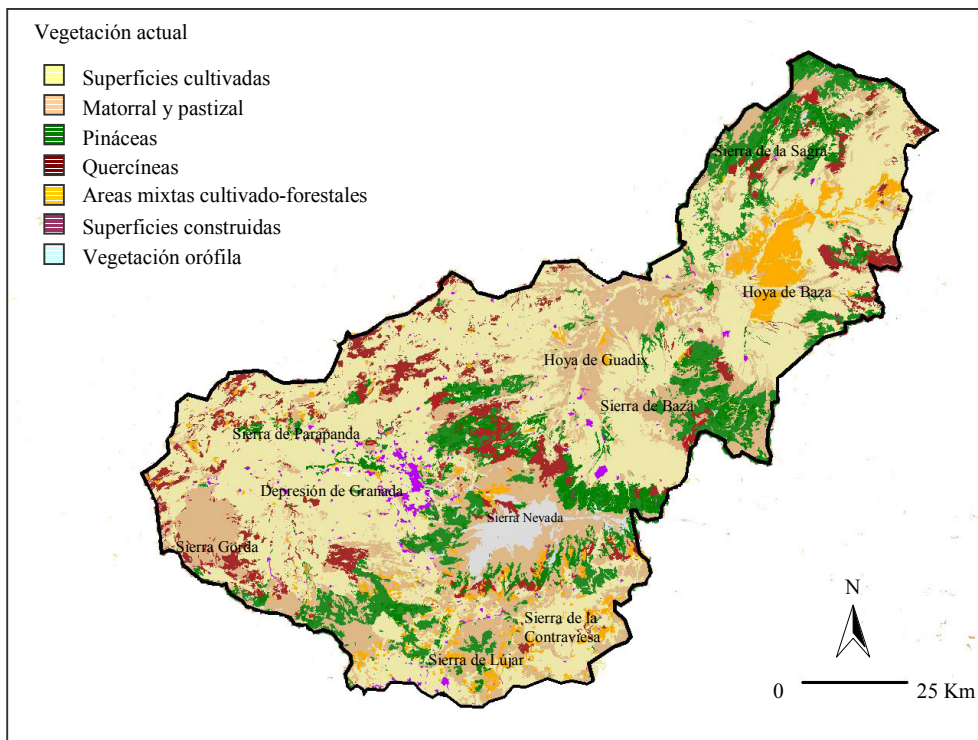 Vegetación actual
Superficies cultivadas
Matorral y pastizal
Pináceas
Quercíneas
Areas mixtas cultivado-forestales
Superficies construidas
Vegetación orófila
Sierra de la Sagra
Hoya de Baza
Hoya de Guadix
Sierra de Baza
Sierra de Parapanda
Depresión de Granada
Sierra Nevada
Sierra Gorda
Sierra de la
Contraviesa
Sierra de Lújar
N
0 25 Km